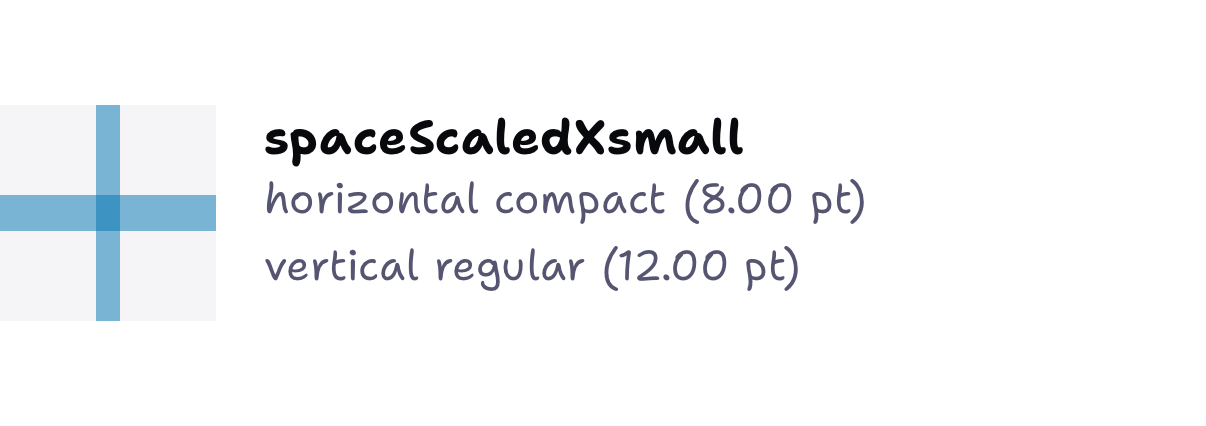 spaceScaledXsmall
horizontal compact (8.00 pt)
vertical regular (12.00 pt)